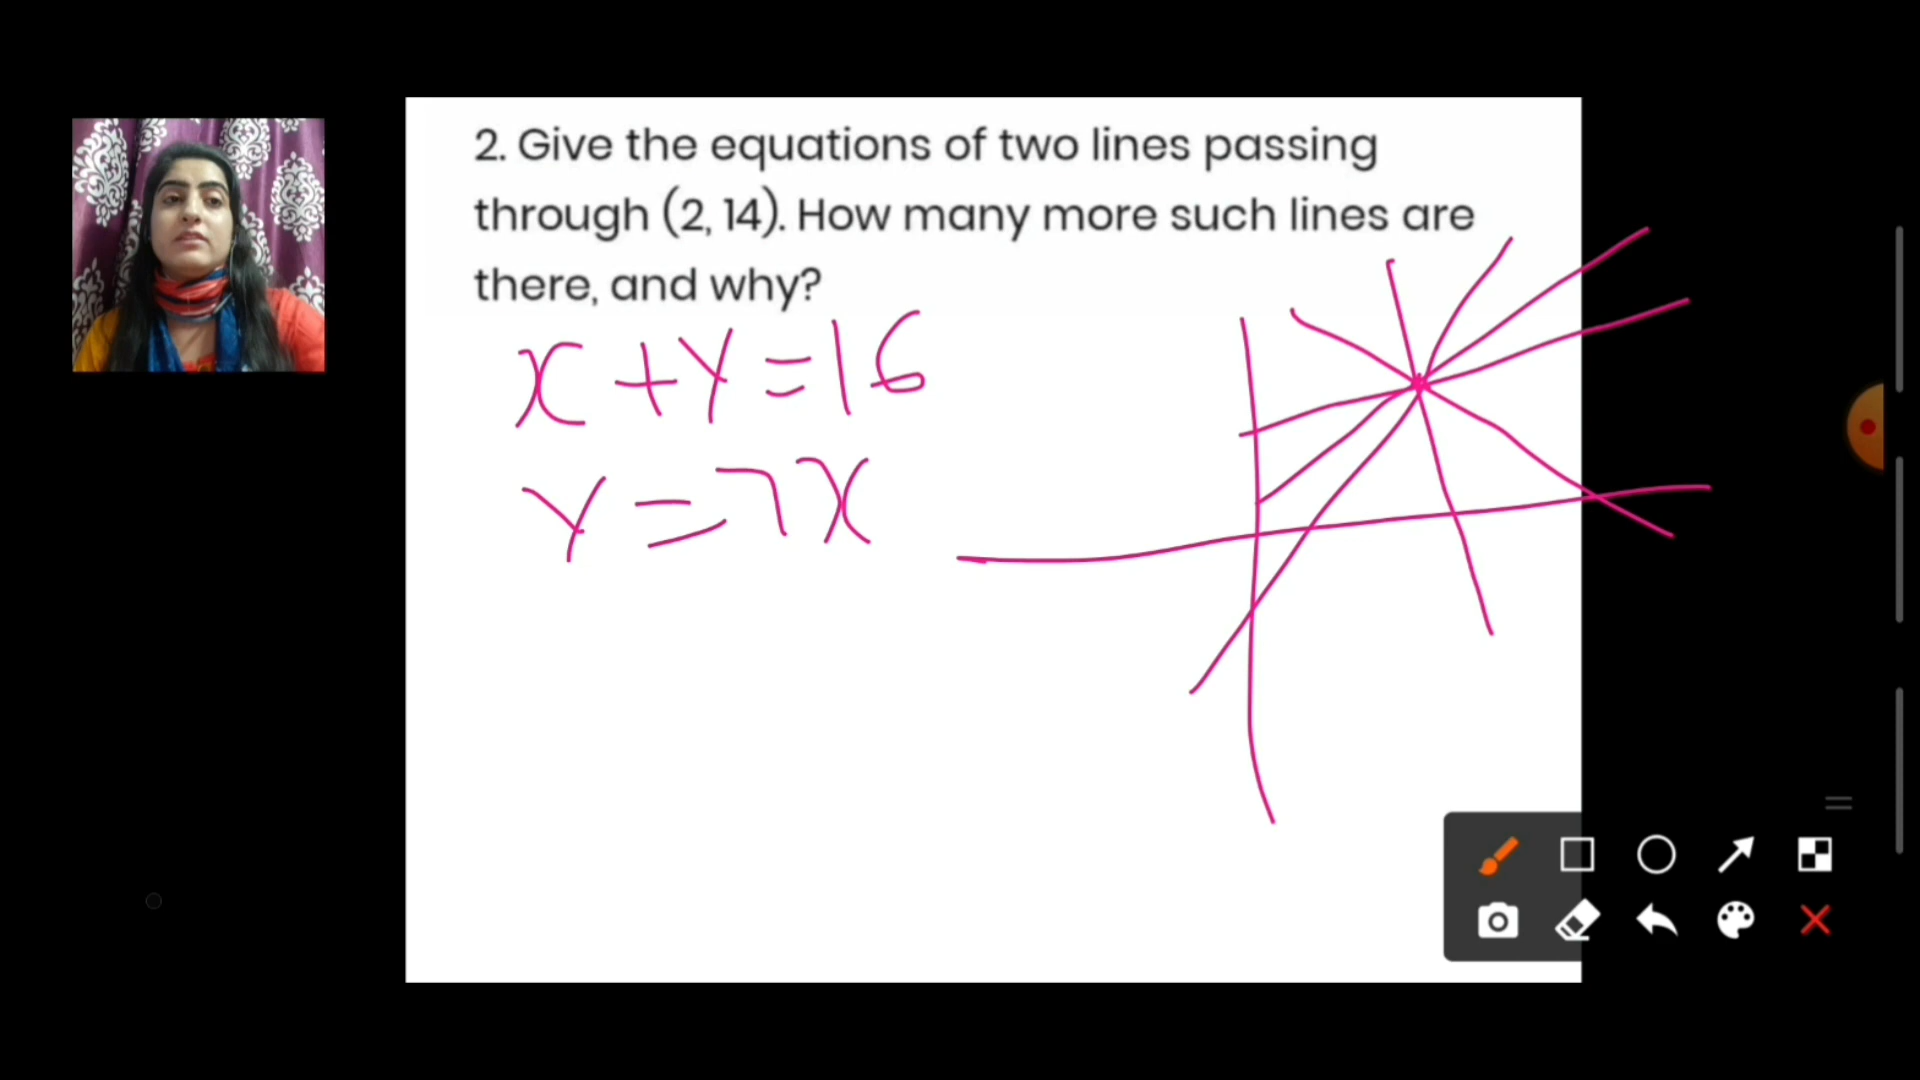 2. Give the equations of two lines passing
through (2, 14). How many more such lines are
there, and why?
x + y = 16
y = 7x